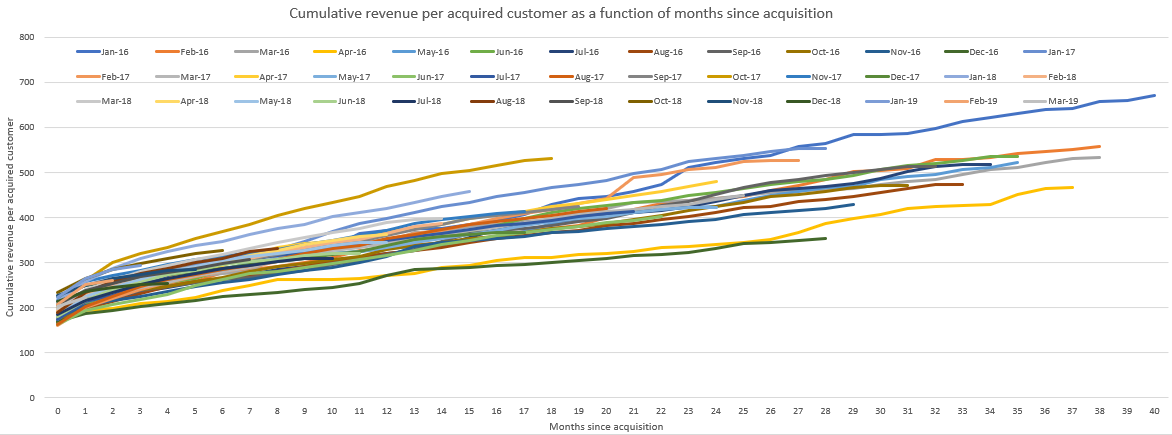 Cumulative revenue per acquired customer as a function of months since acquisition
800
Jan-16 Feb-16 Mar-16 Apr-16 May-16 Jun-16 Jul-16 Aug-16 Sep-16 Oct-16 Nov-16 Dec-16 Jan-17
700
Feb-17 Mar-17 Apr-17 May-17 Jun-17 Jul-17 Aug-17 Sep-17 Oct-17 Nov-17 Dec-17 Jan-18 Feb-18
Mar-18 Apr-18 May-18 Jun-18 Jul-18 Aug-18 Sep-18 Oct-18 Nov-18 Dec-18 Jan-19 Feb-19 Mar-19
600
500
400
300
200
100
0
Cumulative revenue per acquired customer
0 1 2 3 4 5 6 7 8 9 10 11 12 13 14 15 16 17 18 19 20 21 22 23 24 25 26 27 28 29 30 31 32 33 34 35 36 37 38 39 40
Months since acquisition